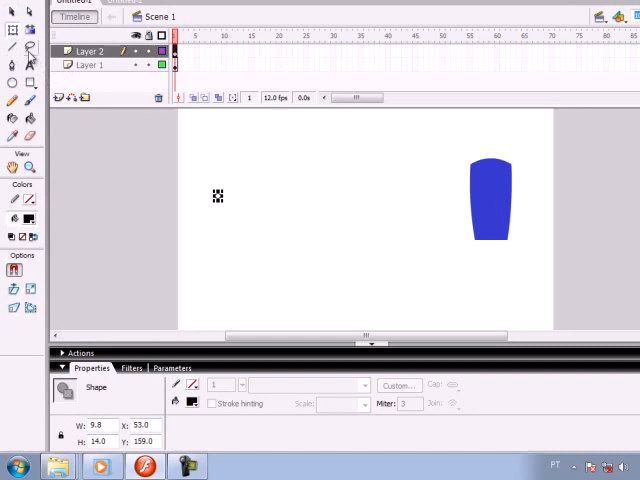 Untitled-1
Untitled-2
Timeline
Scene 1
1 5 10 15 20 25 30 35 40 45 50 55 60 65 70 75 80 85
Layer 2
Layer 1
1 12.0 fps 0.0s
View
Colors
Options
Actions
Properties Filters Parameters
Shape
1 Custom... Cap:
Stroke hinting Scale: Miter: 3 Join:
W: 9.8 X: 53.0
H: 14.0 Y: 159.0
PT